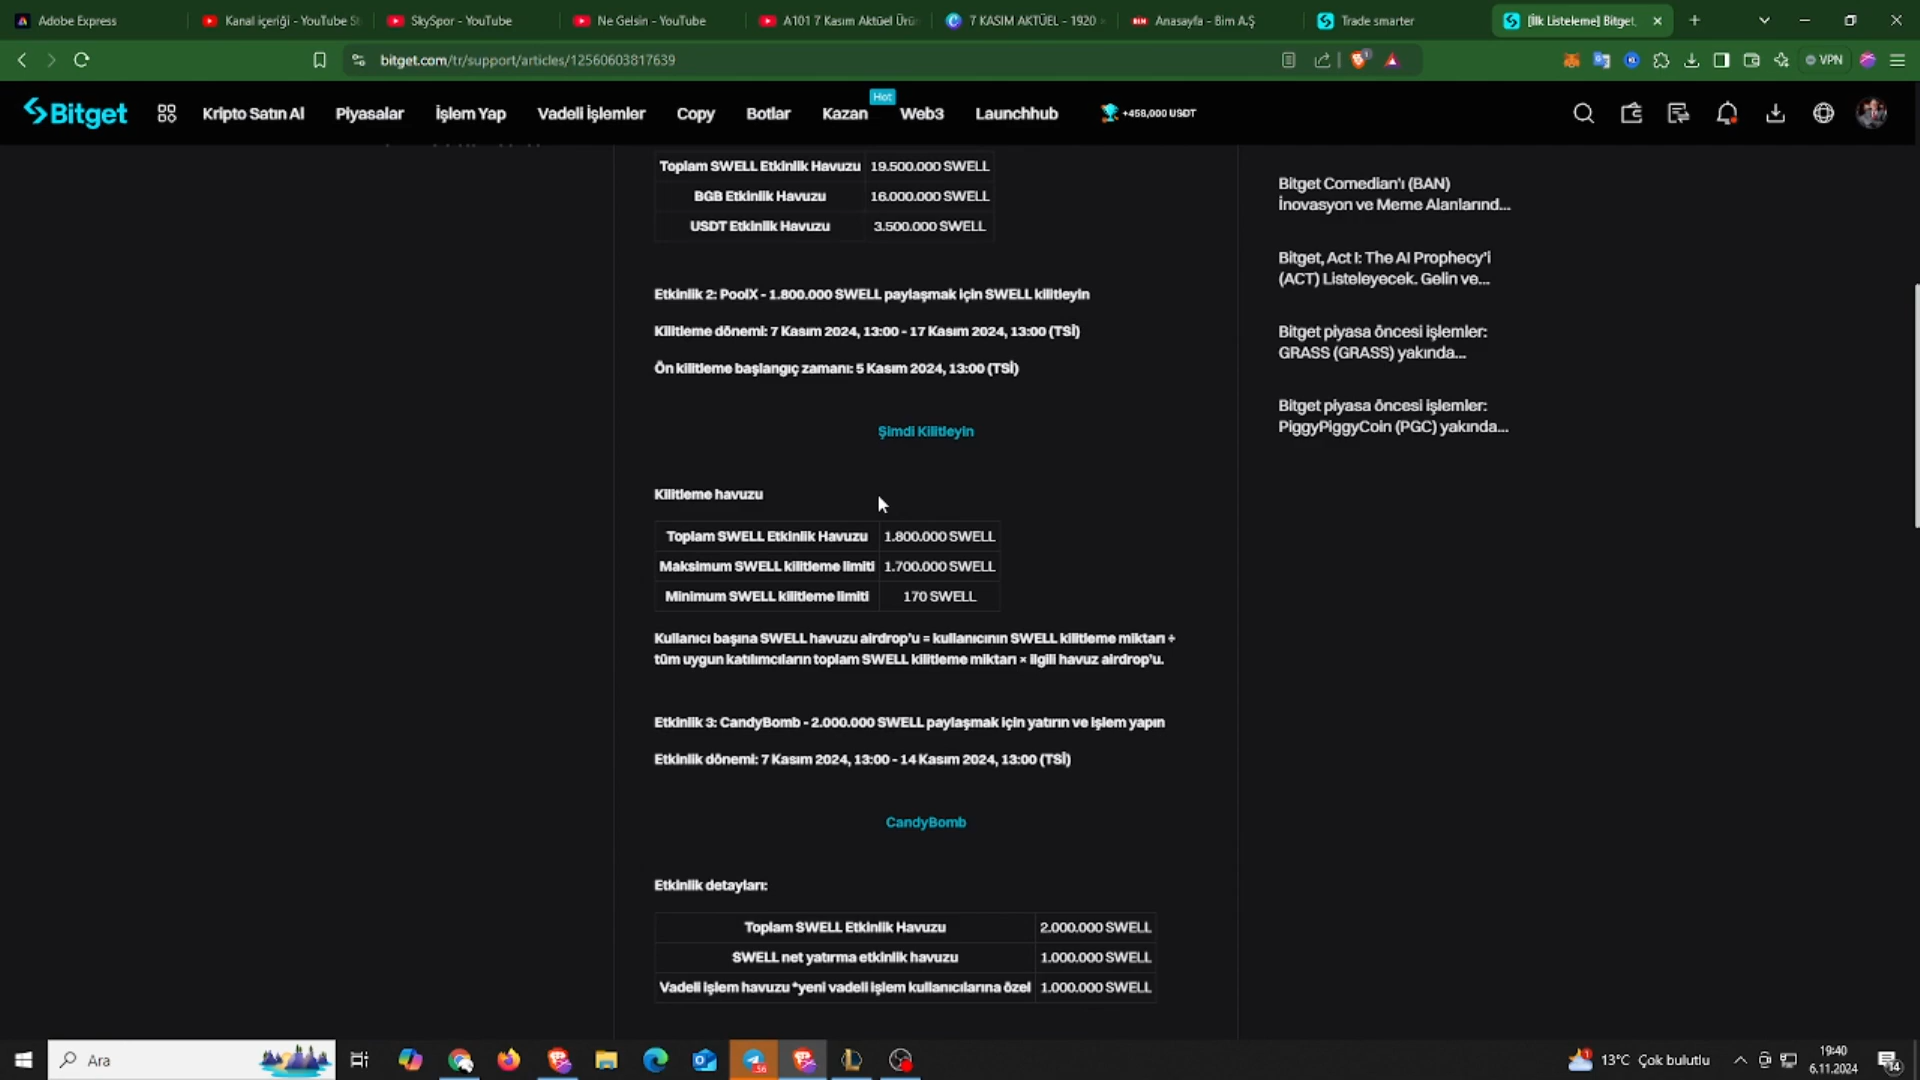 Adobe Express
Kanal içeriği - YouTube St
SkySpor - YouTube
Ne Gelsin - YouTube
A101 7 Kasım Aktüel Ürü
7 KASIM AKTÜEL - 1920
Anasayfa - Bim A.Ş
Trade smarter
[İlk Listeleme] Bitget,
bitget.com/tr/support/articles/12560603817639
VPN
Bitget
Kripto Satın Al
Piyasalar
İşlem Yap
Vadeli İşlemler
Copy
Botlar
Kazan
Hot
Web3
Launchhub
+458,000 USDT
Toplam SWELL Etkinlik Havuzu 19.500.000 SWELL
BGB Etkinlik Havuzu 16.000.000 SWELL
USDT Etkinlik Havuzu 3.500.000 SWELL
Etkinlik 2: PoolX - 1.800.000 SWELL paylaşmak için SWELL kilitleyin
Kilitleme dönemi: 7 Kasım 2024, 13:00 - 17 Kasım 2024, 13:00 (TSİ)
Ön kilitleme başlangıç zamanı: 5 Kasım 2024, 13:00 (TSİ)
Şimdi Kilitleyin
Kilitleme havuzu
Toplam SWELL Etkinlik Havuzu 1.800.000 SWELL
Maksimum SWELL kilitleme limiti 1.700.000 SWELL
Minimum SWELL kilitleme limiti 170 SWELL
Kullanıcı başına SWELL havuzu airdrop'u = kullanıcının SWELL kilitleme miktarı ÷
tüm uygun katılımcıların toplam SWELL kilitleme miktarı × ilgili havuz airdrop'u.
Etkinlik 3: CandyBomb - 2.000.000 SWELL paylaşmak için yatırın ve işlem yapın
Etkinlik dönemi: 7 Kasım 2024, 13:00 - 14 Kasım 2024, 13:00 (TSİ)
CandyBomb
Etkinlik detayları:
Toplam SWELL Etkinlik Havuzu 2.000.000 SWELL
SWELL net yatırma etkinlik havuzu 1.000.000 SWELL
Vadeli işlem havuzu *yeni vadeli işlem kullanıcılarına özel 1.000.000 SWELL
Bitget Comedian'ı (BAN)
İnovasyon ve Meme Alanlarınd...
Bitget, Act I: The AI Prophecy'i
(ACT) Listeleyecek. Gelin ve...
Bitget piyasa öncesi işlemler:
GRASS (GRASS) yakında...
Bitget piyasa öncesi işlemler:
PiggyPiggyCoin (PGC) yakında...
Ara
13°C Çok bulutlu
19:40
6.11.2024